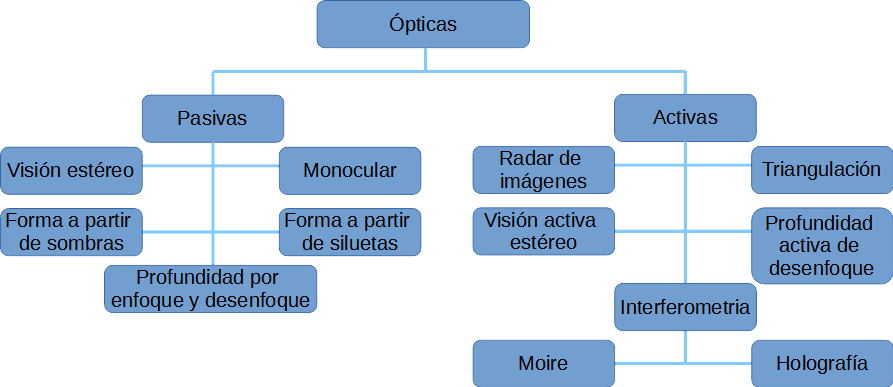 Ópticas
Pasivas
Activas
Visión estéreo
Monocular
Forma a partir
de sombras
Forma a partir
de siluetas
Profundidad por
enfoque y desenfoque
Radar de
imágenes
Triangulación
Visión activa
estéreo
Profundidad
activa de
desenfoque
Interferometria
Moire
Holografía